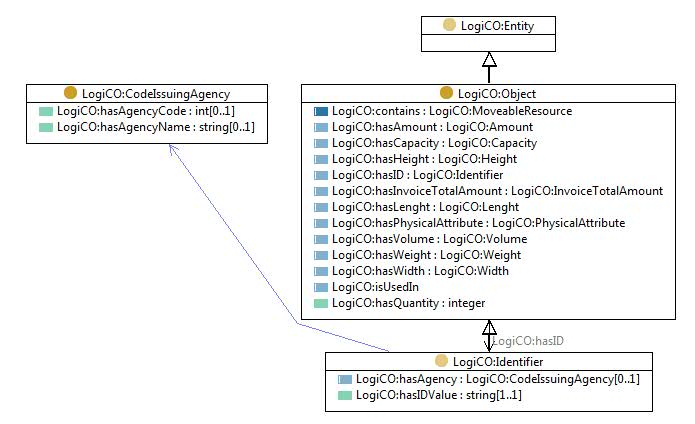 LogiCO:Entity
LogiCO:CodeIssuingAgency
LogiCO:hasAgencyCode : int[0..1]
LogiCO:hasAgencyName : string[0..1]
LogiCO:Object
LogiCO:contains : LogiCO:MoveableResource
LogiCO:hasAmount : LogiCO:Amount
LogiCO:hasCapacity : LogiCO:Capacity
LogiCO:hasHeight : LogiCO:Height
LogiCO:hasID : LogiCO:Identifier
LogiCO:hasInvoiceTotalAmount : LogiCO:InvoiceTotalAmount
LogiCO:hasLenght : LogiCO:Lenght
LogiCO:hasPhysicalAttribute : LogiCO:PhysicalAttribute
LogiCO:hasVolume : LogiCO:Volume
LogiCO:hasWeight : LogiCO:Weight
LogiCO:hasWidth : LogiCO:Width
LogiCO:isUsedIn
LogiCO:hasQuantity : integer
LogiCO:hasID
LogiCO:Identifier
LogiCO:hasAgency : LogiCO:CodeIssuingAgency[0..1]
LogiCO:hasIDValue : string[1..1]